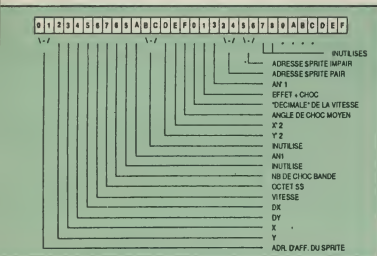 0 1 2 3 4 5 6 7 8 5 A B C D E F 0 1 3 3 4 5 6 7 8 9 A B C D E F
INUTILISES
ADRESSE SPRITE IMPAIR
ADRESSE SPRITE PAIR
AN' 1
EFFET + CHOC
"DECIMALE" DE LA VITESSE
ANGLE DE CHOC MOYEN
X' 2
Y' 2
INUTILISE
AN1
INUTILISE
NB DE CHOC BANDE
OCTET SS
VITESSE
DX
DY
X
Y
ADR. D'AFF. DU SPRITE